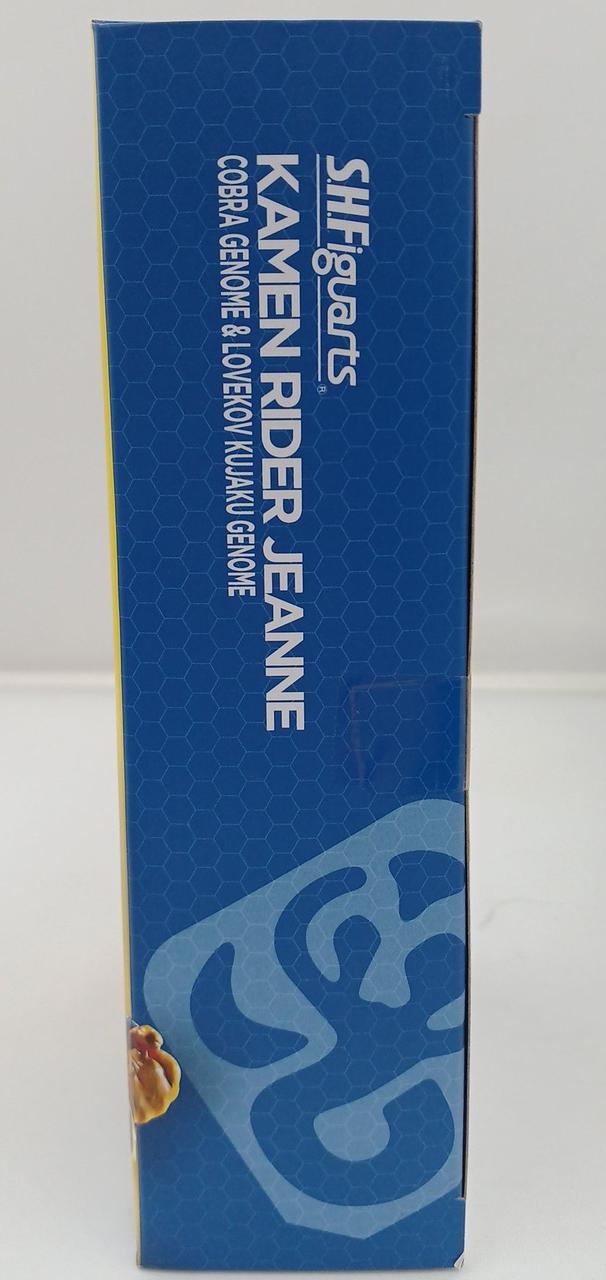 S.H.Figuarts®
KAMEN RIDER JEANNE
COBRA GENOME & LOVEKOV KUJAKU GENOME